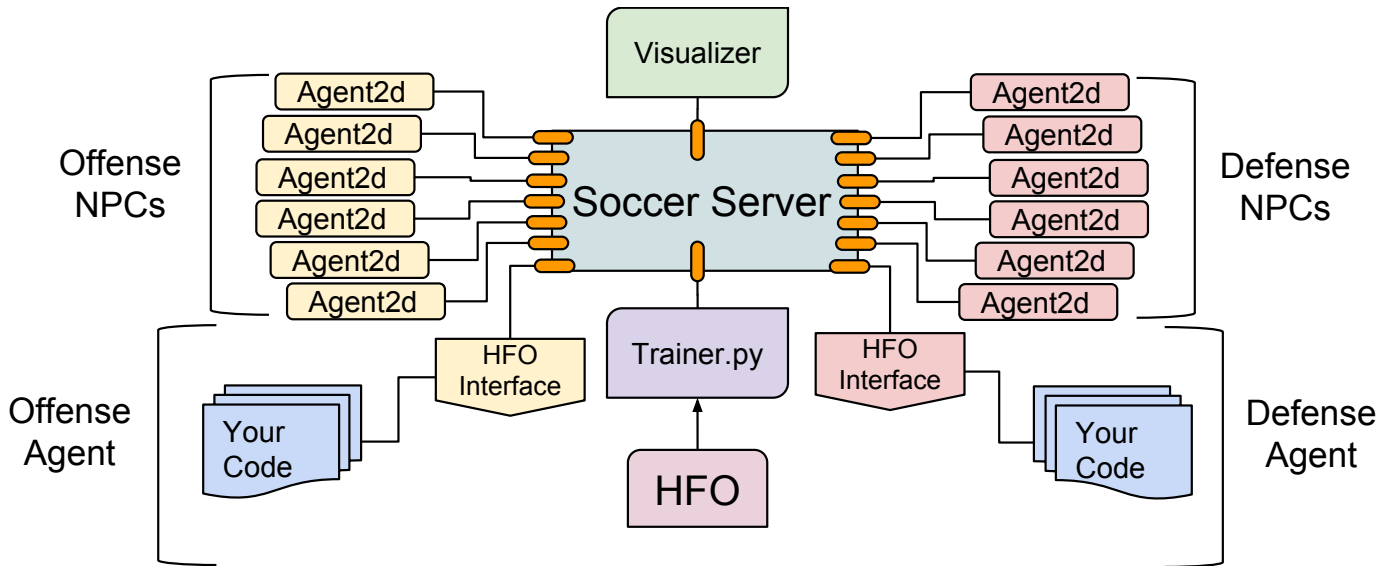 Visualizer
Offense
NPCs
Agent2d
Agent2d
Agent2d
Agent2d
Agent2d
Agent2d
Soccer Server
Agent2d
Agent2d
Agent2d
Agent2d
Agent2d
Agent2d
Defense
NPCs
Offense
Agent
Your
Code
HFO
Interface
Trainer.py
HFO
HFO
Interface
Your
Code
Defense
Agent